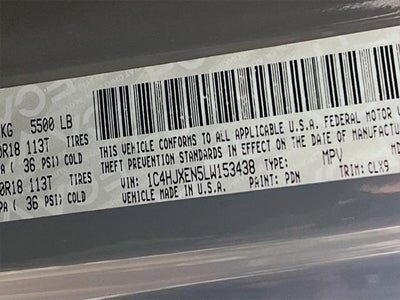 KG 5500 LB
0R18 113T TIRES
PA ( 36 PSI) COLD
0R18 113T TIRES
PA ( 36 PSI) COLD
THIS VEHICLE CONFORMS TO ALL APPLICABLE U.S.A. FEDERAL MOTOR
THEFT PREVENTION STANDARDS IN EFFECT ON THE DATE OF MANUFACTURE
VIN: 1C4HJXEN5LW153438 TYPE: MPV
VEHICLE MADE IN U.S.A. PAINT: PDN TRIM: CLX9